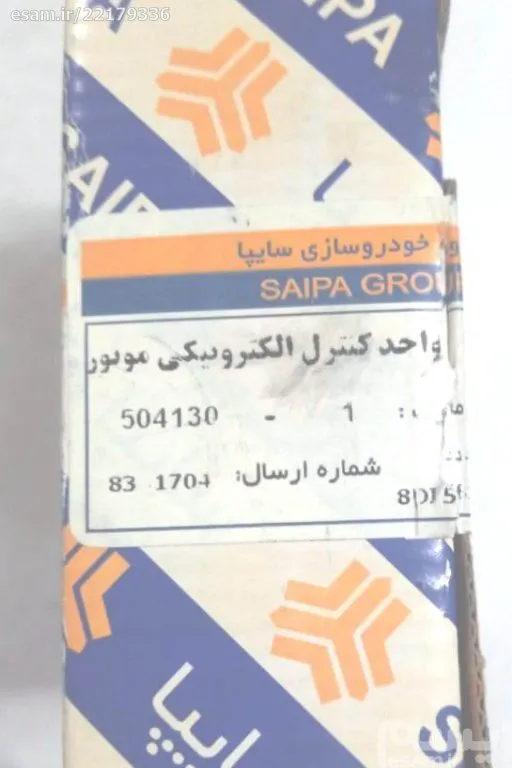 esam.ir/22179336
SAIPA
خودروسازی سایپا
SAIPA GROU
واحد کنترل الکترونیکی موتور
504130 - 1
شماره ارسال: 1704 83
سایپا